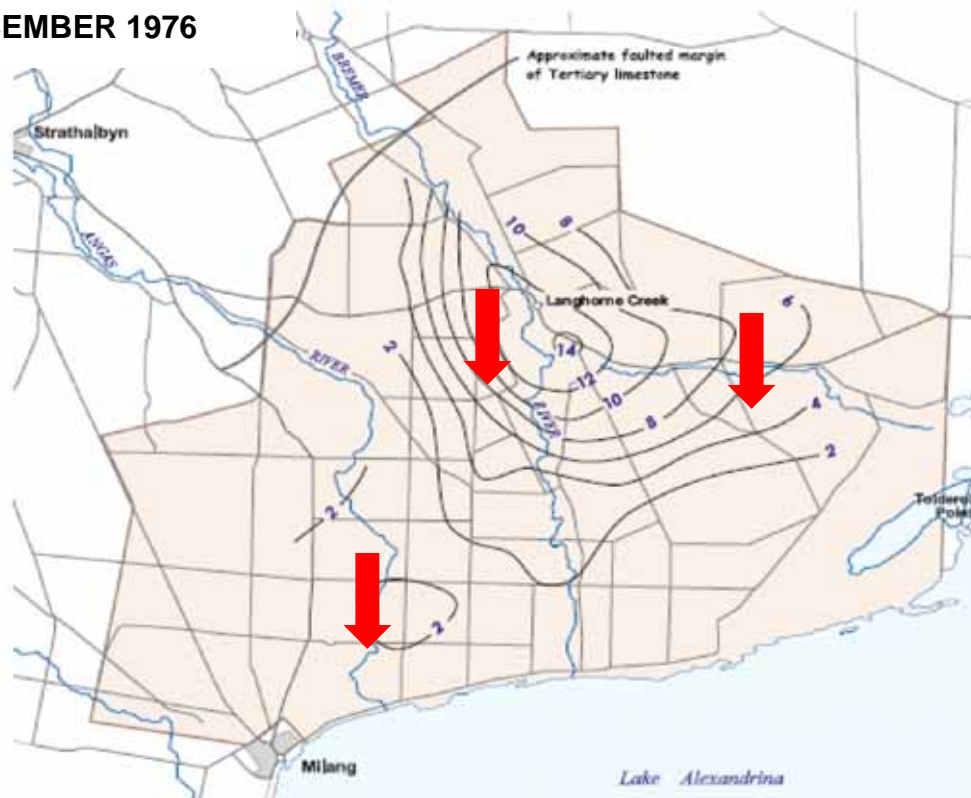 CEMBER 1976
Approximate faulted margin
of Tertiary limestone
BREMER
Strathalbyn
ANGAS
10
8
6
Langhorne Creek
2
14
RIVER
12
10
RIVER
8
4
2
2
2
Milang
Lake Alexandrina